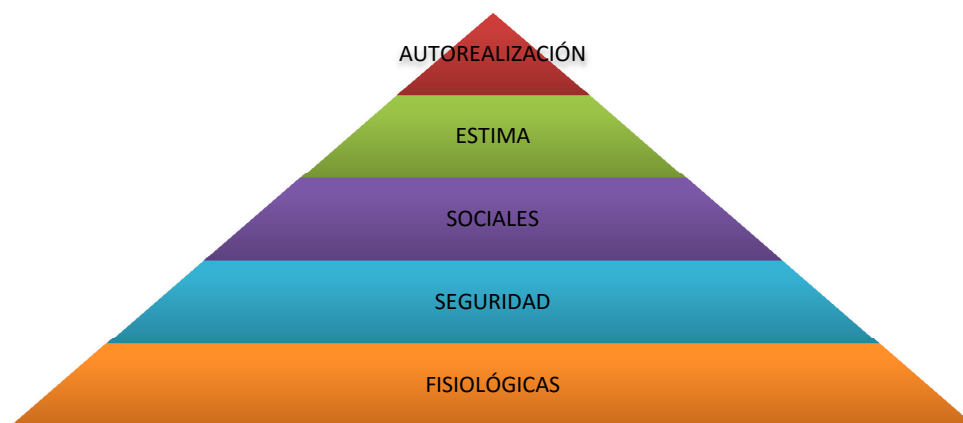 AUTOREALIZACIÓN
ESTIMA
SOCIALES
SEGURIDAD
FISIOLÓGICAS